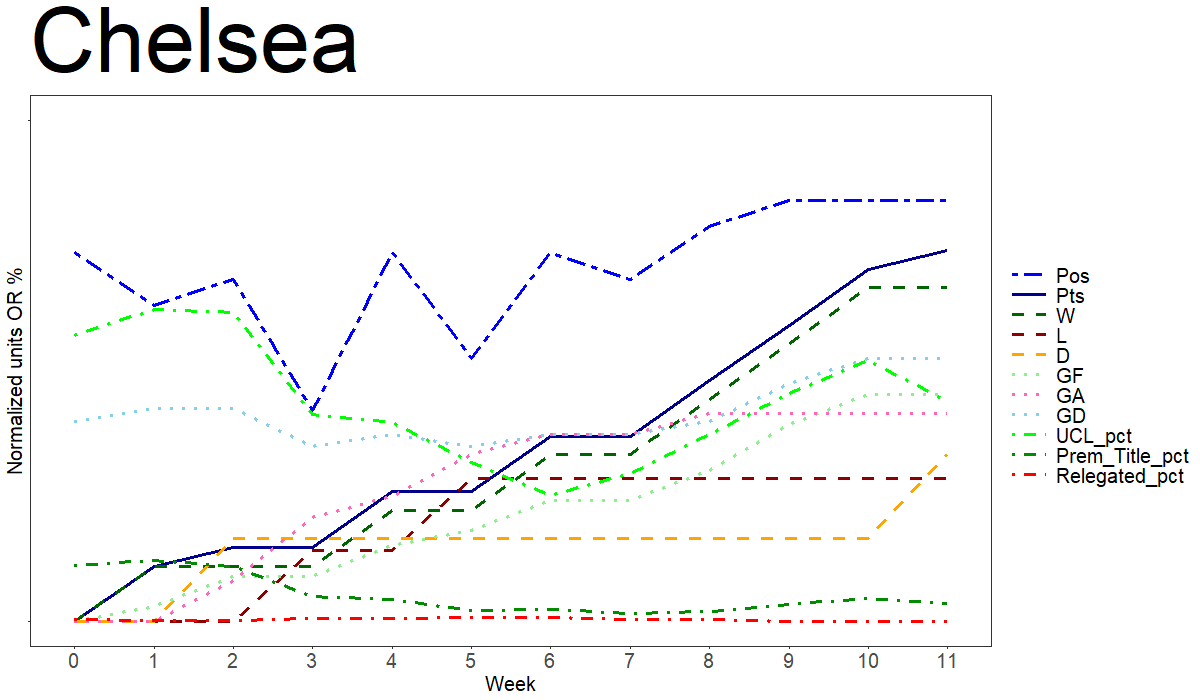 Chelsea
Normalized units OR %
Pos
Pts
W
L
D
GF
GA
GD
UCL_pct
Prem_Title_pct
Relegated_pct
0 1 2 3 4 5 6 7 8 9 10 11
Week